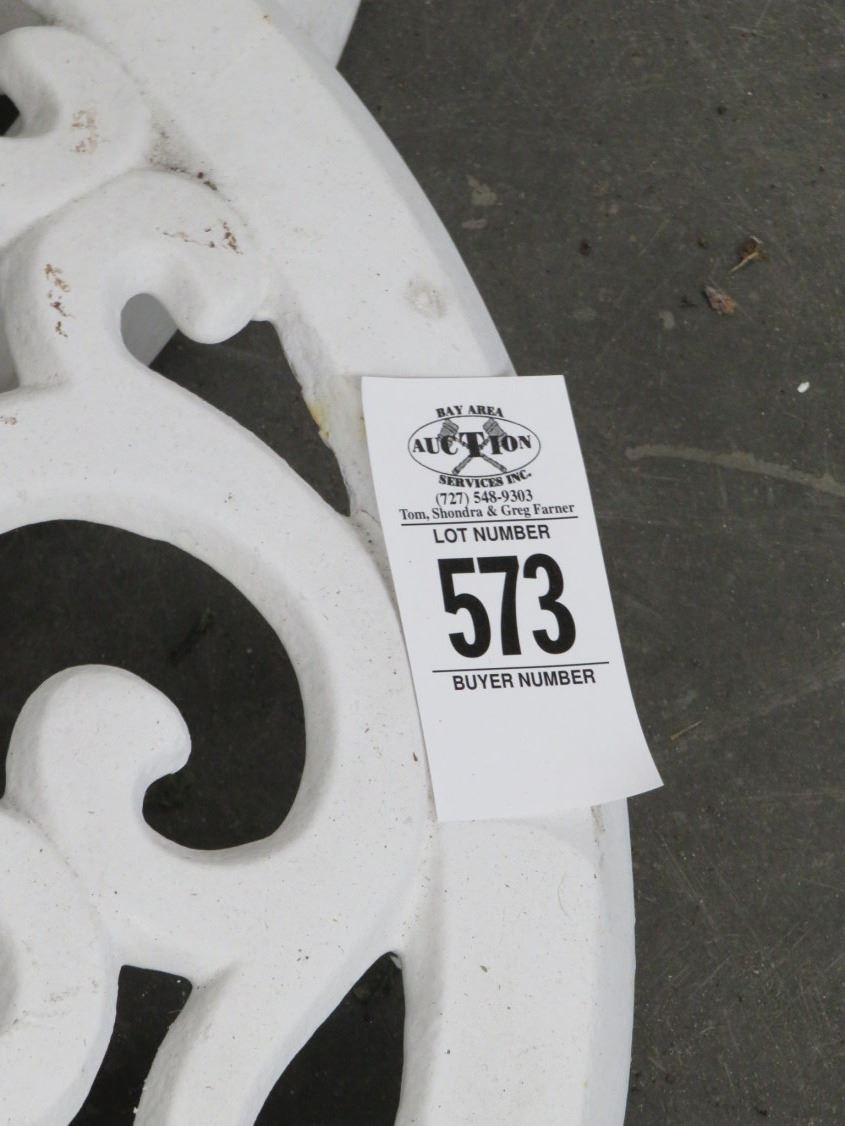 BAY AREA
AUCTION
SERVICES INC.
(727) 548-9303
Tom, Shondra & Greg Farner
LOT NUMBER
573
BUYER NUMBER